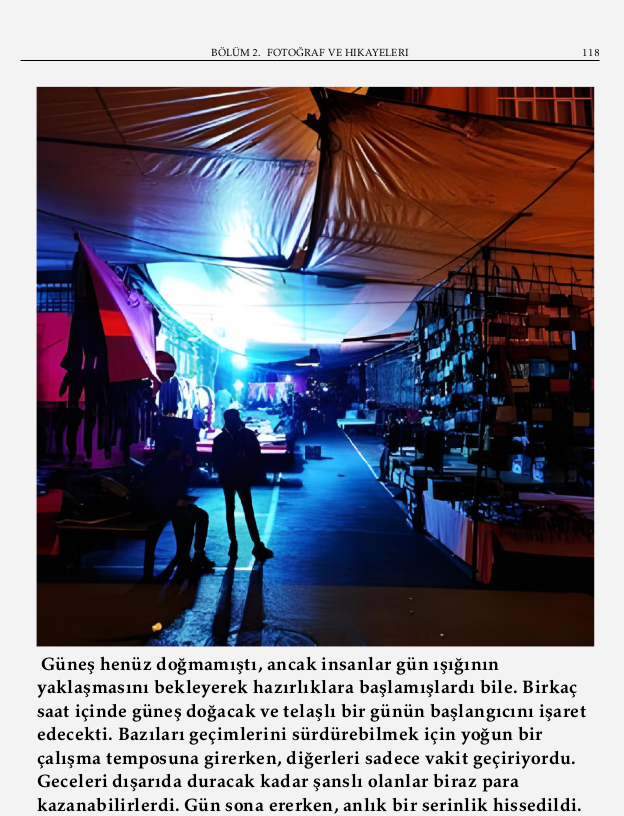 BÖLÜM 2. FOTOĞRAF VE HIKAYELERI 118
Güneş henüz doğmamıştı, ancak insanlar gün ışığının
yaklaşmasını bekleyerek hazırlıklara başlamışlardı bile. Birkaç
saat içinde güneş doğacak ve telaşlı bir günün başlangıcını işaret
edecekti. Bazıları geçimlerini sürdürebilmek için yoğun bir
çalışma temposuna girerken, diğerleri sadece vakit geçiriyordu.
Geceleri dışarıda duracak kadar şanslı olanlar biraz para
kazanabilirlerdi. Gün sona ererken, anlık bir serinlik hissedildi.